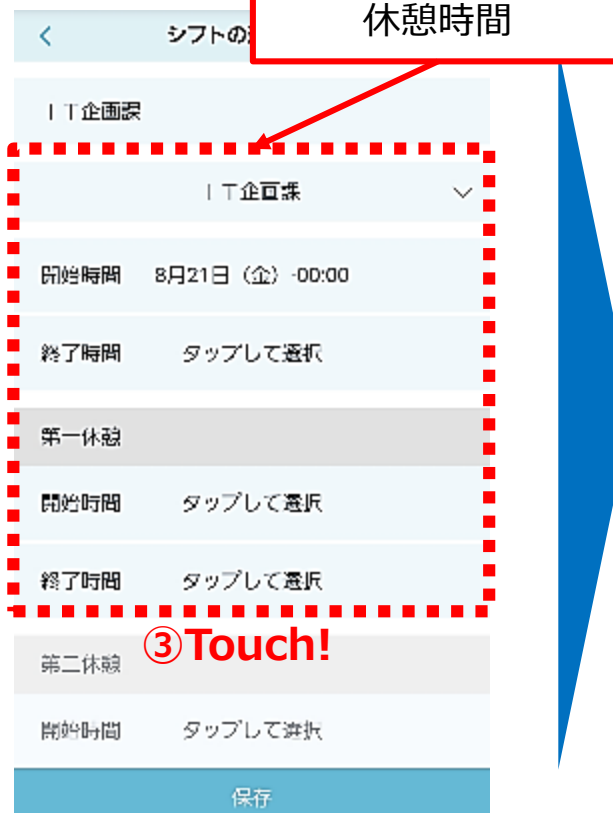 休憩時間
シフトの
IT企画課
IT企画課
開始時間 8月21日（金）-00:00
終了時間 タップして選択
第一休憩
開始時間 タップして選択
終了時間 タップして選択
③Touch!
第二休憩
開始時間 タップして選択
保存